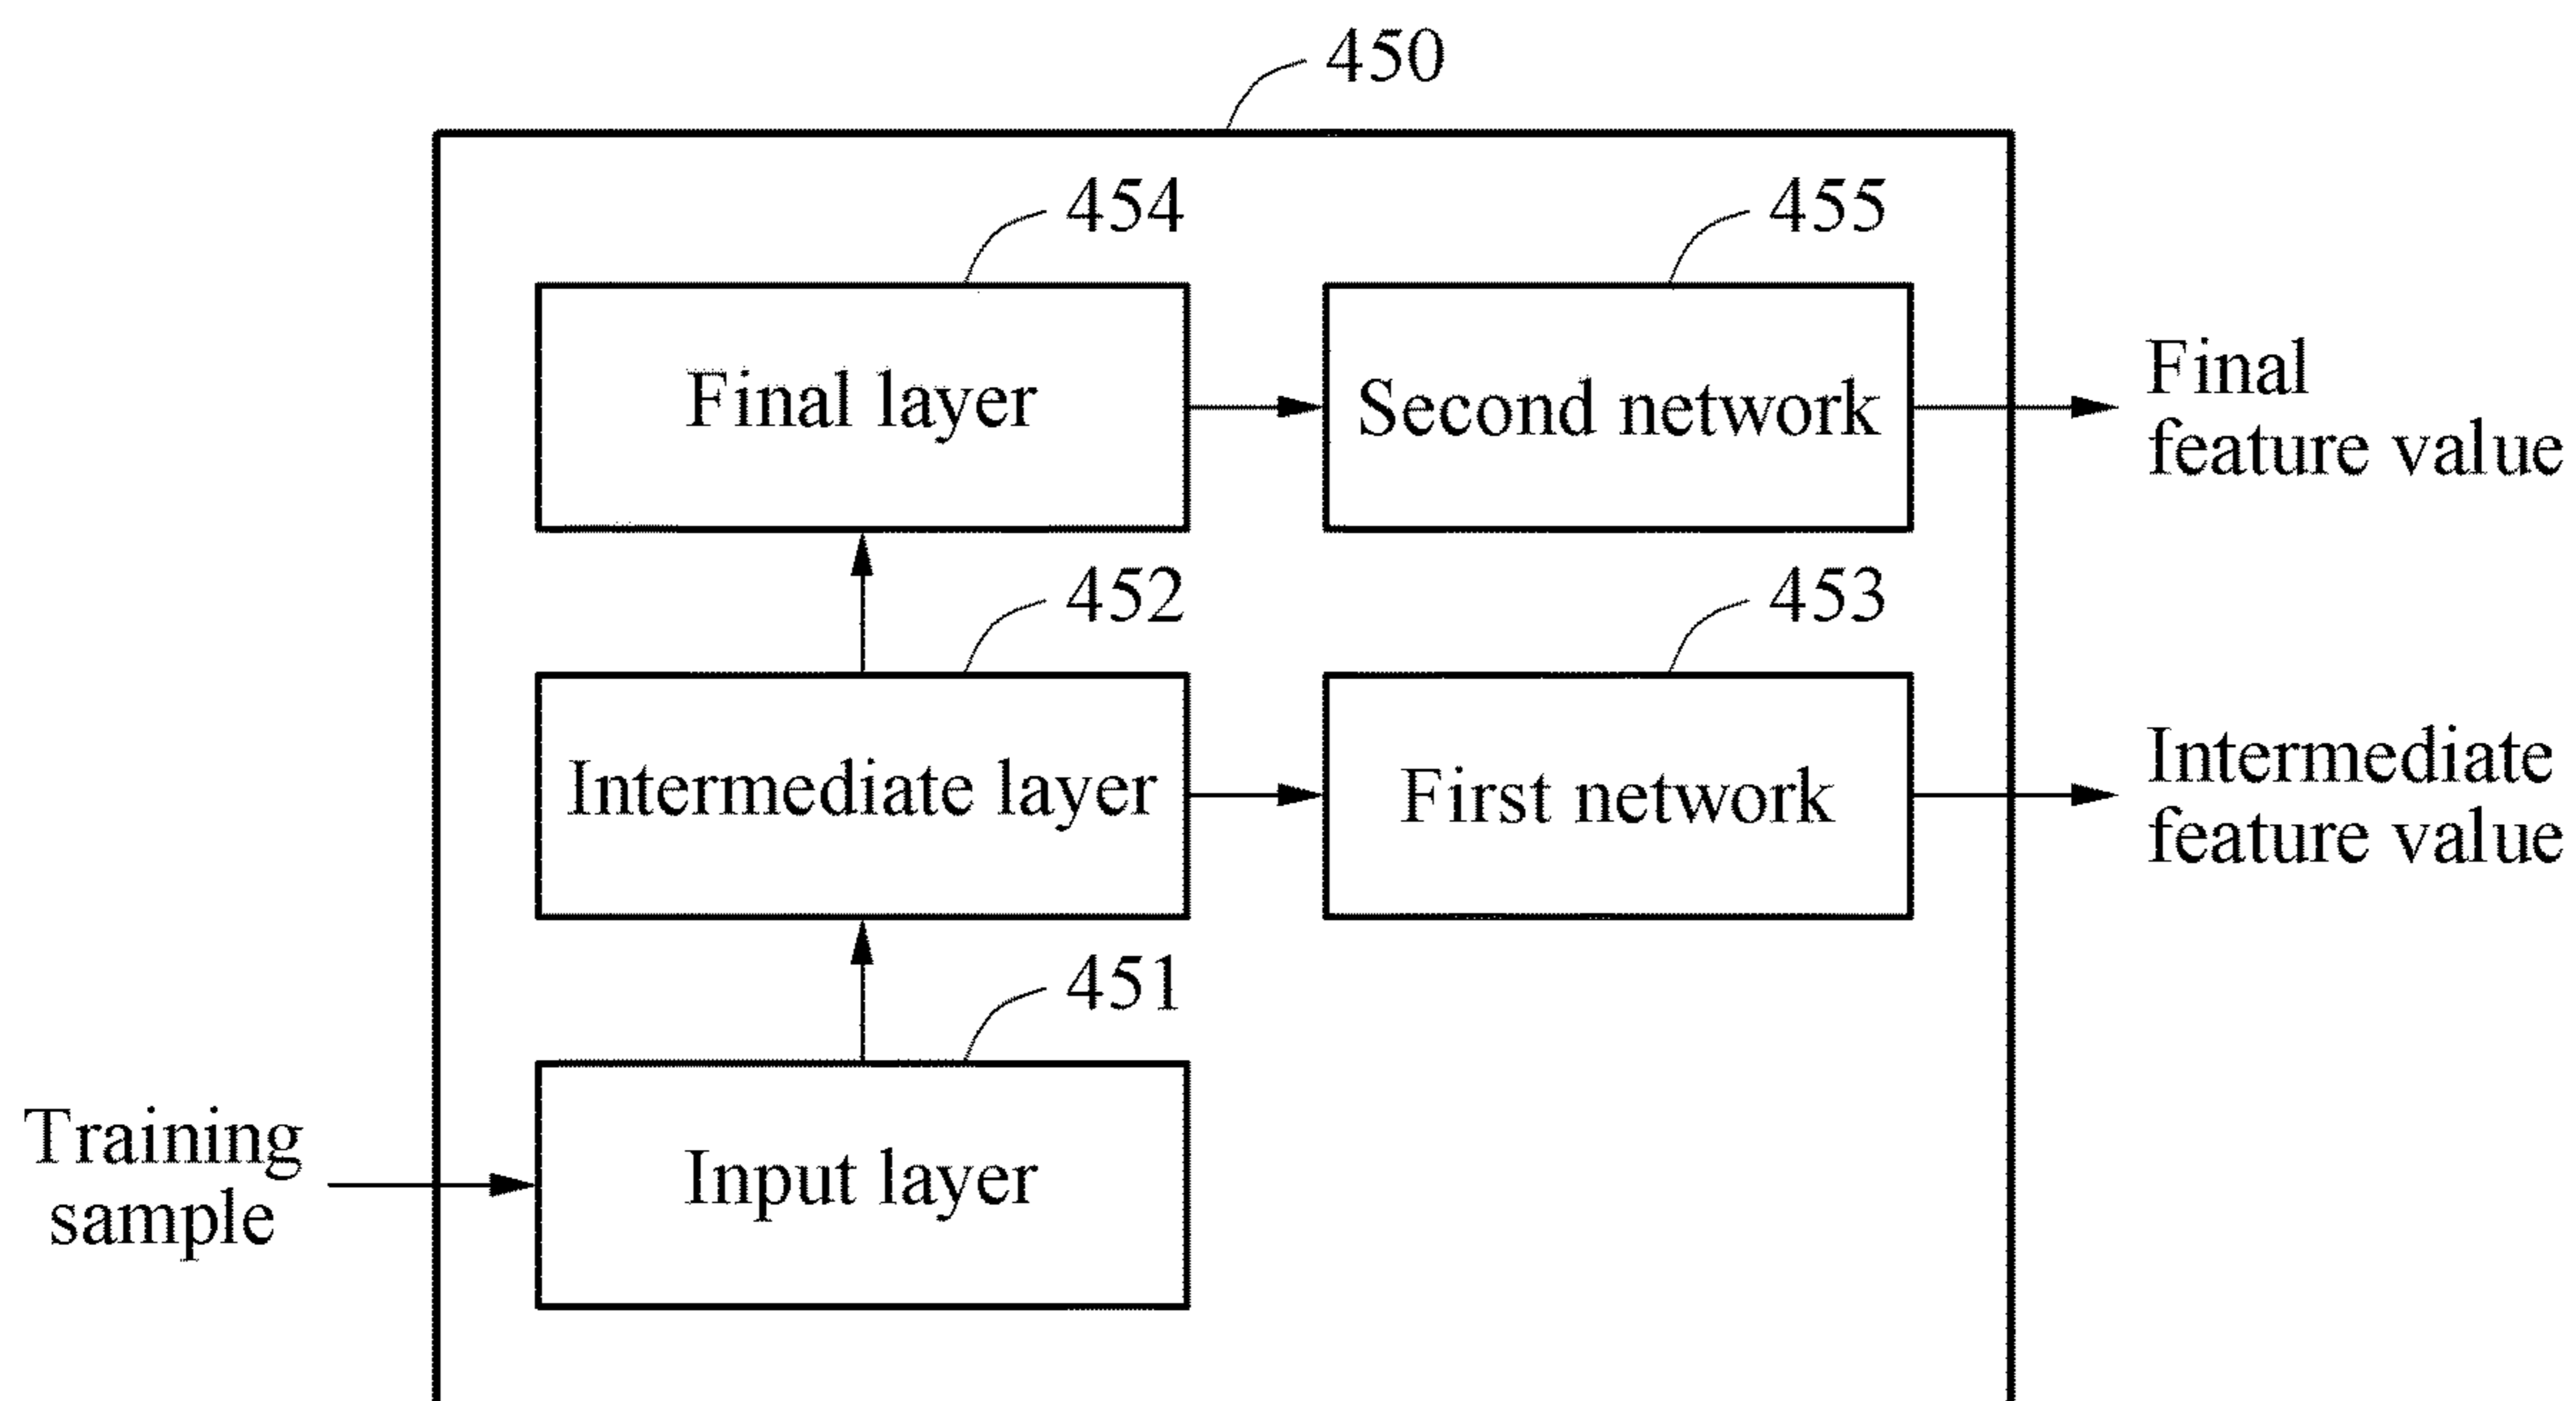 450
454
455
Final layer
Second network
Final
feature value
452
453
Intermediate layer
First network
Intermediate
feature value
451
Training
sample
Input layer